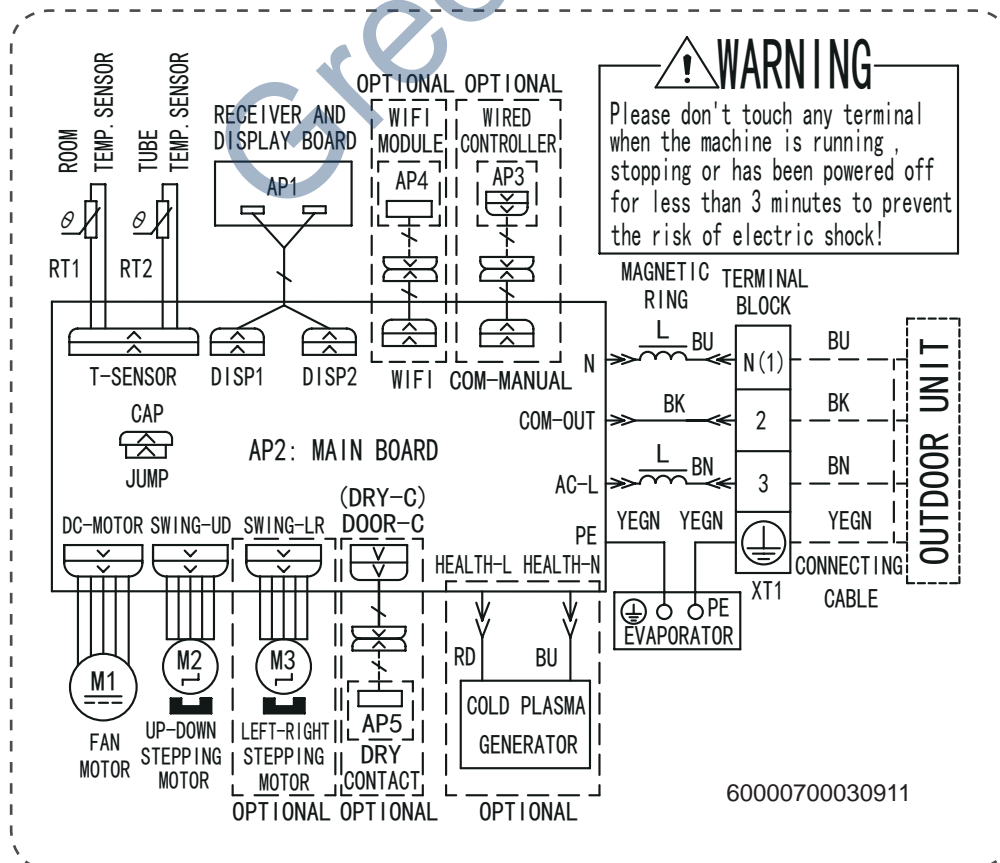 Gree
ROOM
TEMP. SENSOR
TUBE
TEMP. SENSOR
RECEIVER AND
DISPLAY BOARD
AP1
OPTIONAL
WIFI
MODULE
AP4
OPTIONAL
WIRED
CONTROLLER
AP3
WARNING
Please don't touch any terminal
when the machine is running ,
stopping or has been powered off
for less than 3 minutes to prevent
the risk of electric shock!
θ
RT1
θ
RT2
T-SENSOR
DISP1
DISP2
WIFI
COM-MANUAL
CAP
JUMP
AP2: MAIN BOARD
MAGNETIC
RING
TERMINAL
BLOCK
N
L
BU
N(1)
BU
COM-OUT
BK
2
BK
AC-L
L
BN
3
BN
PE
YEGN
YEGN
YEGN
OUTDOOR UNIT
XT1
CONNECTING
CABLE
PE
EVAPORATOR
DC-MOTOR
SWING-UD
SWING-LR
(DRY-C)
DOOR-C
HEALTH-L
HEALTH-N
M1
FAN
MOTOR
M2
UP-DOWN
STEPPING
MOTOR
M3
LEFT-RIGHT
STEPPING
MOTOR
OPTIONAL
AP5
DRY
CONTACT
OPTIONAL
RD
BU
COLD PLASMA
GENERATOR
OPTIONAL
60000700030911